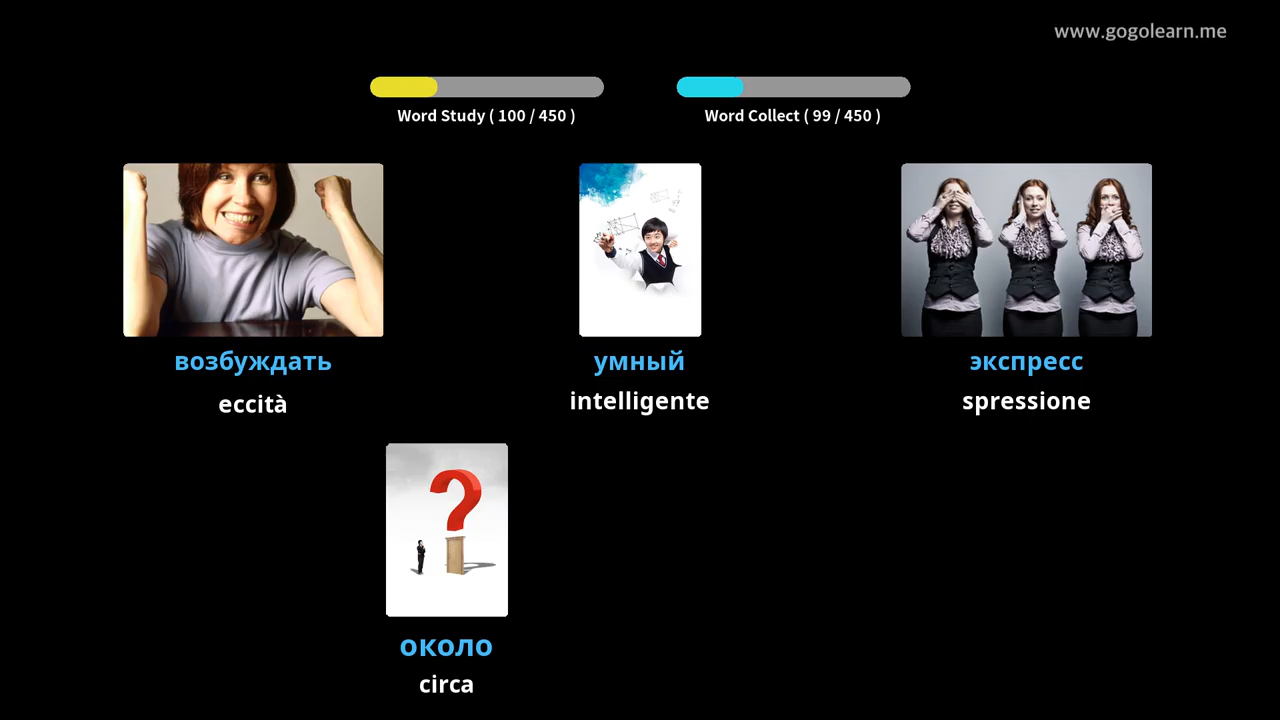 www.gogolearn.me
Word Study ( 100 / 450 )
Word Collect ( 99 / 450 )
возбуждать
умный
экспресс
eccità
intelligente
spressione
около
circa